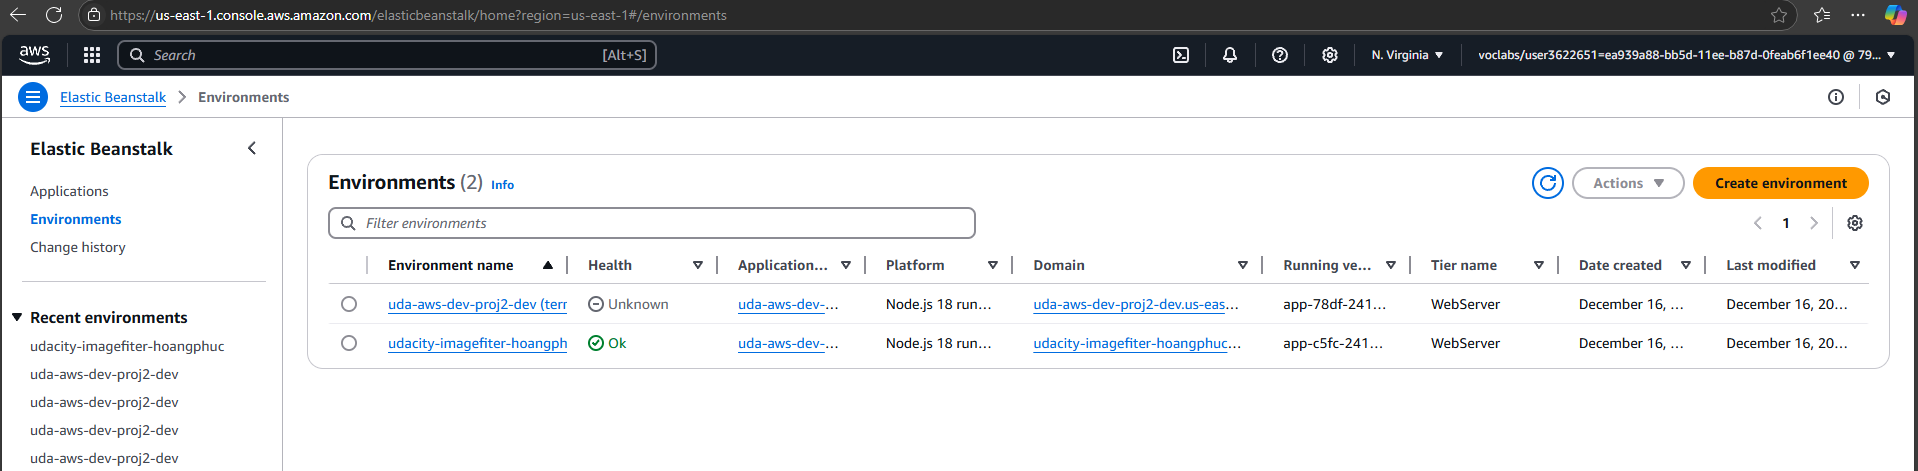 https://us-east-1.console.aws.amazon.com/elasticbeanstalk/home?region=us-east-1#/environments
aws
Search
[Alt+S]
N. Virginia
voclabs/user3622651=ea939a88-bb5d-11ee-b87d-0feab6f1ee40 @ 79...
Elastic Beanstalk
Environments
Elastic Beanstalk
Applications
Environments
Change history
Recent environments
udacity-imagefiter-hoangphuc
uda-aws-dev-proj2-dev
uda-aws-dev-proj2-dev
uda-aws-dev-proj2-dev
uda-aws-dev-proj2-dev
Environments (2) Info
Actions
Create environment
Filter environments
1
Environment name Health Application... Platform Domain Running ve... Tier name Date created Last modified
uda-aws-dev-proj2-dev (terr Unknown uda-aws-dev-... Node.js 18 run... uda-aws-dev-proj2-dev.us-eas... app-78df-241... WebServer December 16, ... December 16, 20...
udacity-imagefiter-hoangph Ok uda-aws-dev-... Node.js 18 run... udacity-imagefiter-hoangphuc... app-c5fc-241... WebServer December 16, ... December 16, 20...